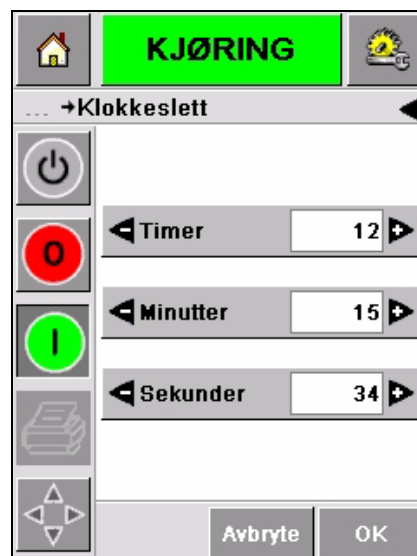 KJØRING
... →Klokkeslett
O
Timer 12
I
Minutter 15
Sekunder 34
Avbryte OK